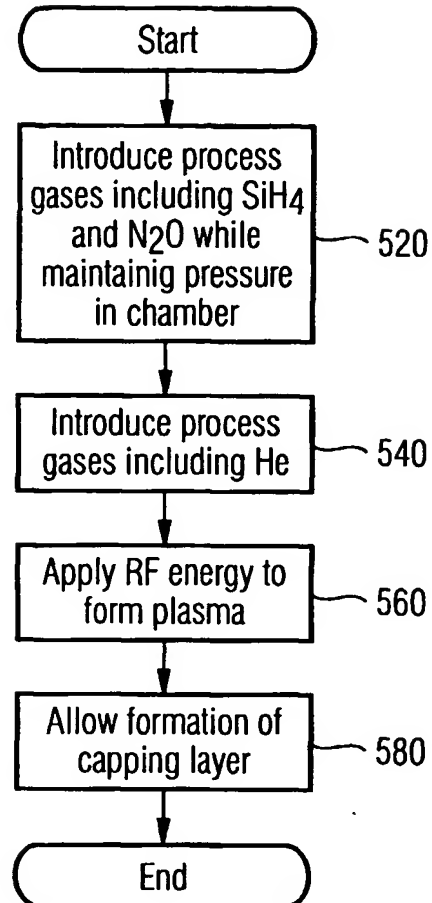 Start
Introduce process
gases including SiH4
and N2O while
maintainig pressure
in chamber
520
Introduce process
gases including He
540
Apply RF energy to
form plasma
560
Allow formation of
capping layer
580
End